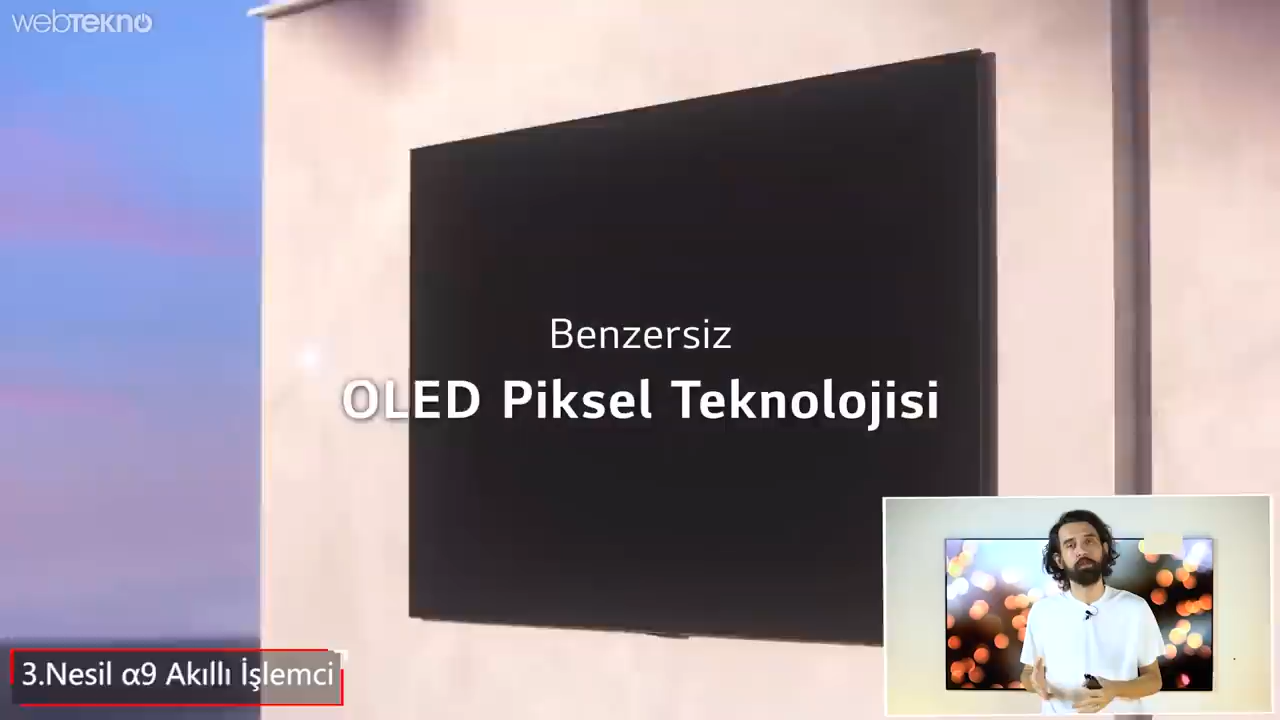 webTEKNO
Benzersiz
OLED Piksel Teknolojisi
3.Nesil α9 Akıllı İşlemci